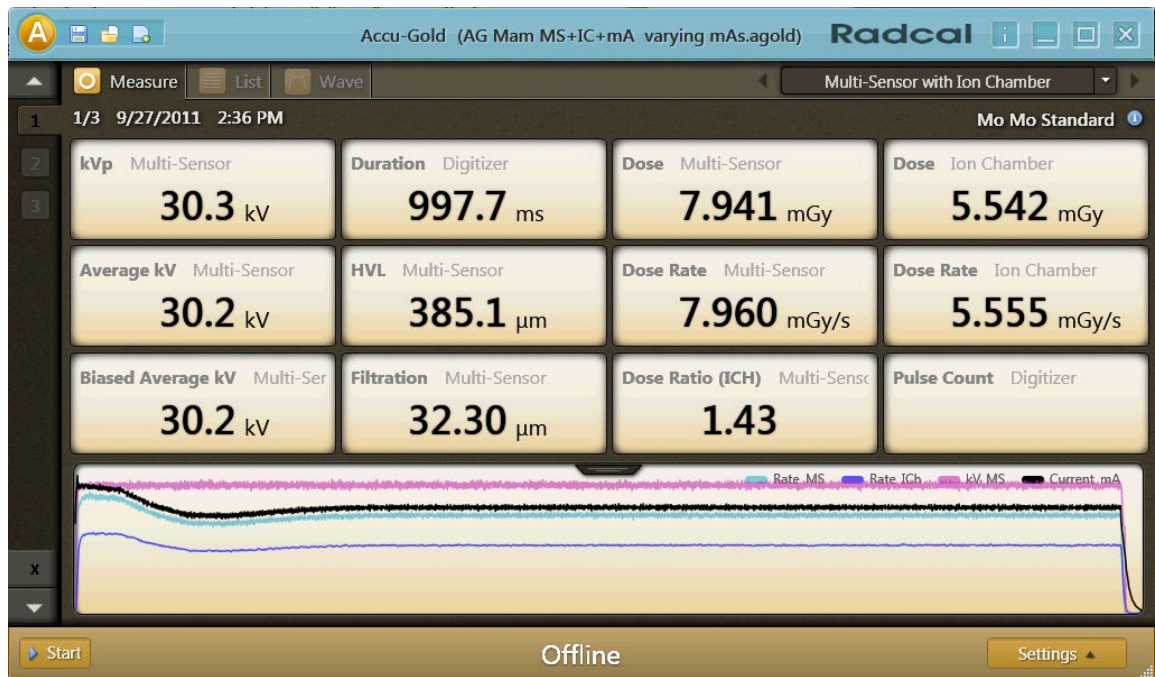 A
Accu-Gold (AG Mam MS+IC+mA varying mAs.agold)
Radcal
i
Measure
List
Wave
Multi-Sensor with Ion Chamber
1
2
3
1/3 9/27/2011 2:36 PM
Mo Mo Standard i
kVp Multi-Sensor
30.3 kV
Duration Digitizer
997.7 ms
Dose Multi-Sensor
7.941 mGy
Dose Ion Chamber
5.542 mGy
Average kV Multi-Sensor
30.2 kV
HVL Multi-Sensor
385.1 µm
Dose Rate Multi-Sensor
7.960 mGy/s
Dose Rate Ion Chamber
5.555 mGy/s
Biased Average kV Multi-Ser
30.2 kV
Filtration Multi-Sensor
32.30 µm
Dose Ratio (ICH) Multi-Senso
1.43
Pulse Count Digitizer
Rate MS Rate ICh kV MS Current mA
x
Start
Offline
Settings